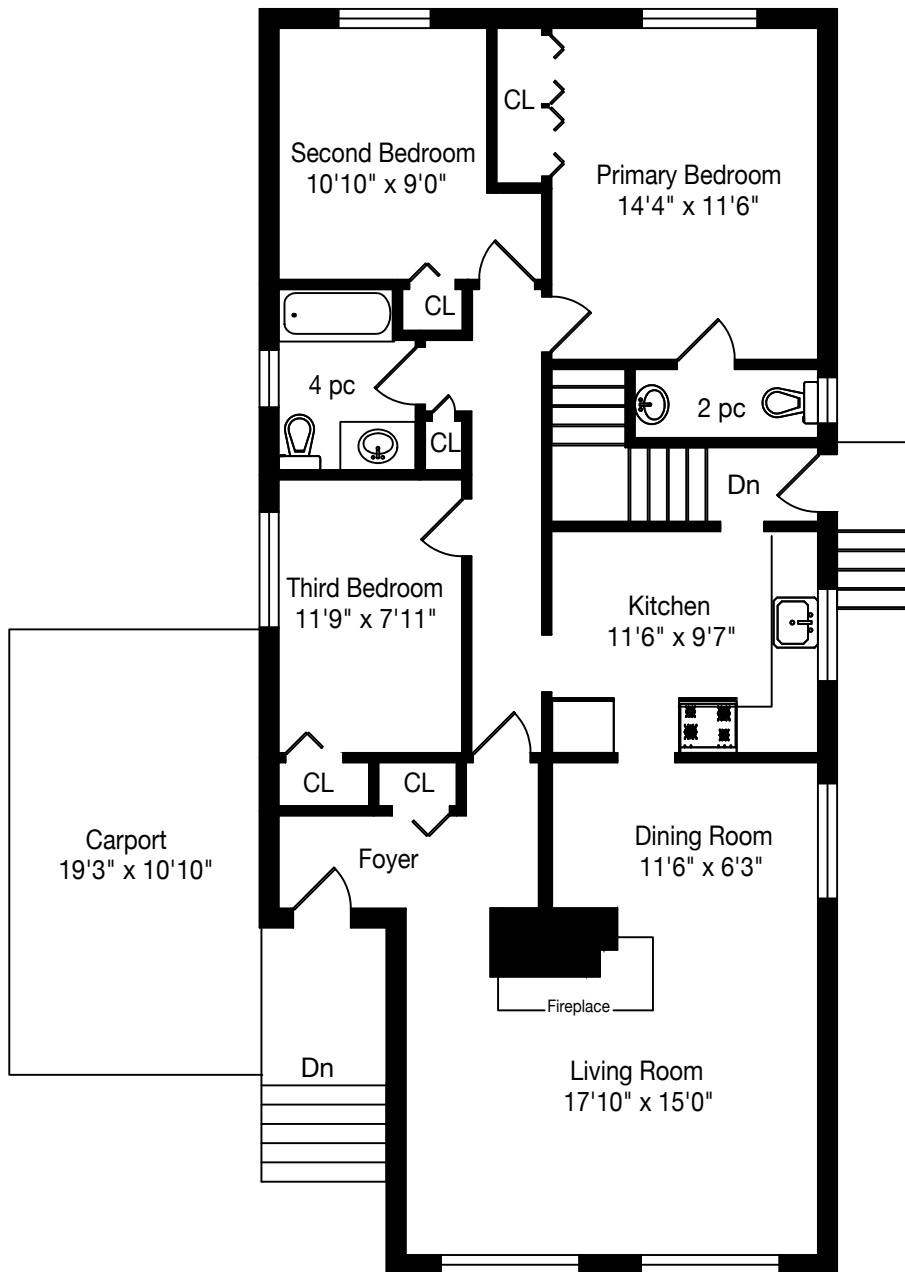 CL
Second Bedroom
10'10" x 9'0"
Primary Bedroom
14'4" x 11'6"
CL
4 pc
2 pc
CL
Dn
Third Bedroom
11'9" x 7'11"
Kitchen
11'6" x 9'7"
CL
CL
Carport
19'3" x 10'10"
Foyer
Dining Room
11'6" x 6'3"
Fireplace
Dn
Living Room
17'10" x 15'0"